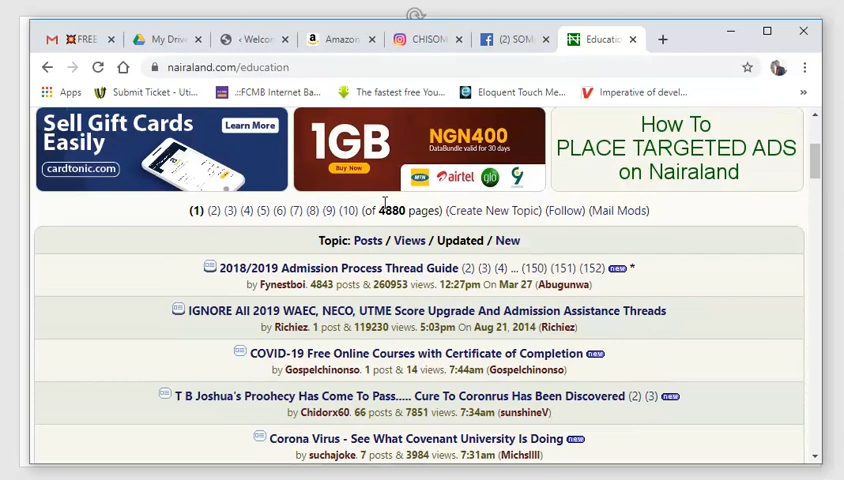 FREE
My Drive
< Welco
Amazon
CHISOM
(2) SOM
Educatio
nairaland.com/education
Apps
Submit Ticket - Uti...
.::FCMB Internet Ba...
The fastest free You...
Eloquent Touch Me...
Imperative of devel...
»
Sell Gift Cards
Easily
Learn More
cardtonic.com
1GB
Buy Now
NGN400
DataBundle valid for 30 days
MTN
airtel
glo
9
How To
PLACE TARGETED ADS
on Nairaland
(1) (2) (3) (4) (5) (6) (7) (8) (9) (10) (of 4880 pages) (Create New Topic) (Follow) (Mail Mods)
Topic: Posts / Views / Updated / New
2018/2019 Admission Process Thread Guide (2) (3) (4) ... (150) (151) (152) new *
by Fynestboi. 4843 posts & 260953 views. 12:27pm On Mar 27 (Abugunwa)
IGNORE All 2019 WAEC, NECO, UTME Score Upgrade And Admission Assistance Threads
by Richiez. 1 post & 119230 views. 5:03pm On Aug 21, 2014 (Richiez)
COVID-19 Free Online Courses with Certificate of Completion new
by Gospelchinonso. 1 post & 14 views. 7:44am (Gospelchinonso)
T B Joshua's Proohecy Has Come To Pass..... Cure To Coronrus Has Been Discovered (2) (3) new
by Chidorx60. 66 posts & 7851 views. 7:34am (sunshineV)
Corona Virus - See What Covenant University Is Doing new
by suchajoke. 7 posts & 3984 views. 7:31am (Michsllll)